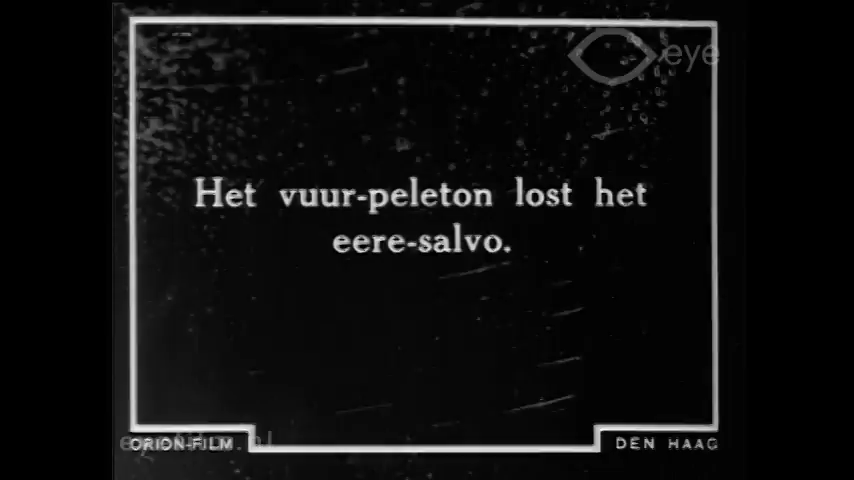 eye
Het vuur-peleton lost het
eere-salvo.
ORION-FILM
DEN HAAG